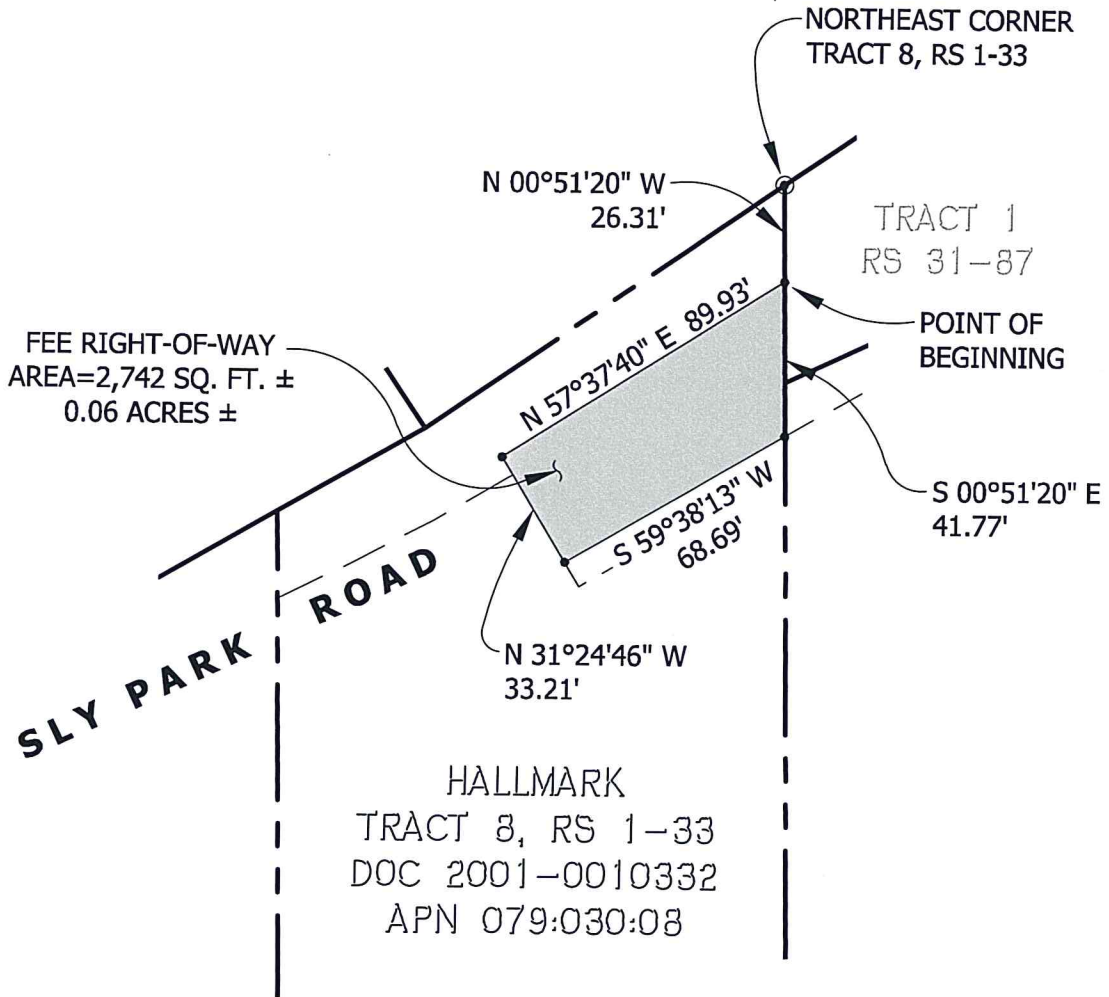 NORTHEAST CORNER
TRACT 8, RS 1-33
N 00°51'20" W
26.31'
TRACT 1
RS 31-87
FEE RIGHT-OF-WAY
AREA=2,742 SQ. FT. ±
0.06 ACRES ±
N 57°37'40" E 89.93'
POINT OF
BEGINNING
S 59°38'13" W
68.69'
S 00°51'20" E
41.77'
SLY PARK ROAD
N 31°24'46" W
33.21'
HALLMARK
TRACT 8, RS 1-33
DOC 2001-0010332
APN 079:030:08